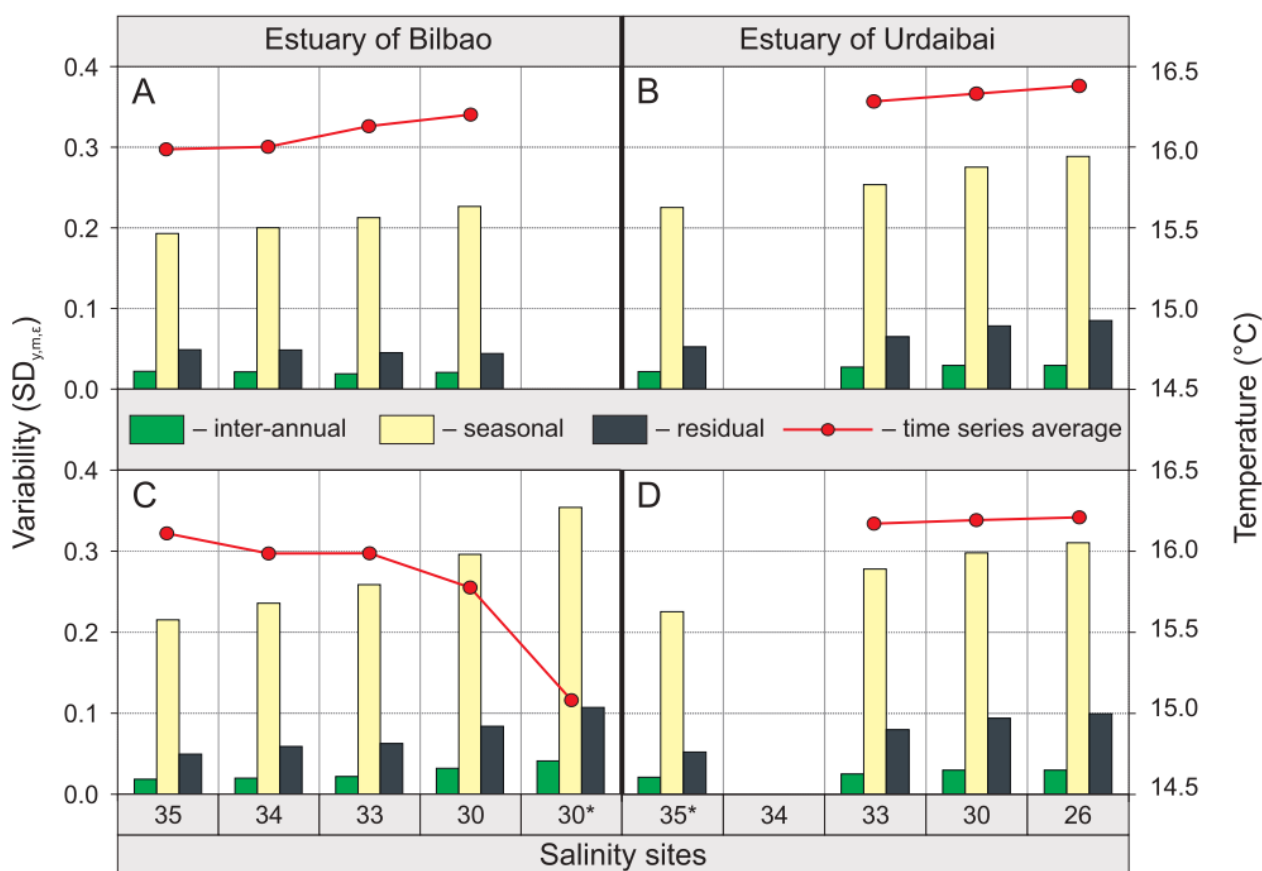 Estuary of Bilbao
Estuary of Urdaibai
0.4
0.3
0.2
0.1
0.0
A
B
16.5
16.0
15.5
15.0
14.5
– inter-annual
– seasonal
– residual
– time series average
0.4
0.3
0.2
0.1
0.0
C
D
16.5
16.0
15.5
15.0
14.5
Variability (SD y,m,ε)
Temperature (°C)
35 34 33 30 30* 35* 34 33 30 26
Salinity sites